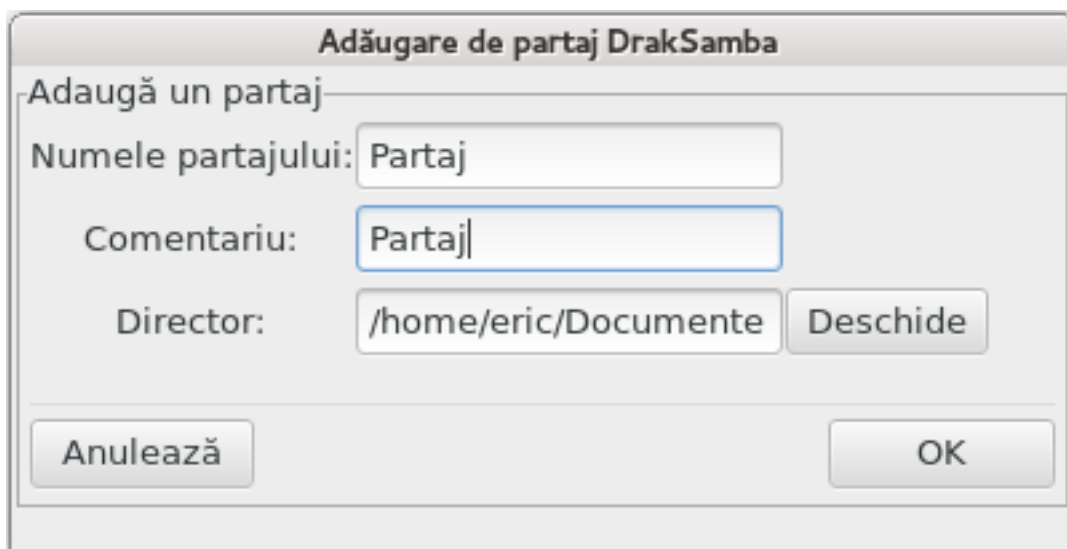 Adăugare de partaj DrakSamba
Adaugă un partaj
Numele partajului: Partaj
Comentariu: Partaj
Director: /home/eric/Documente Deschide
Anulează OK